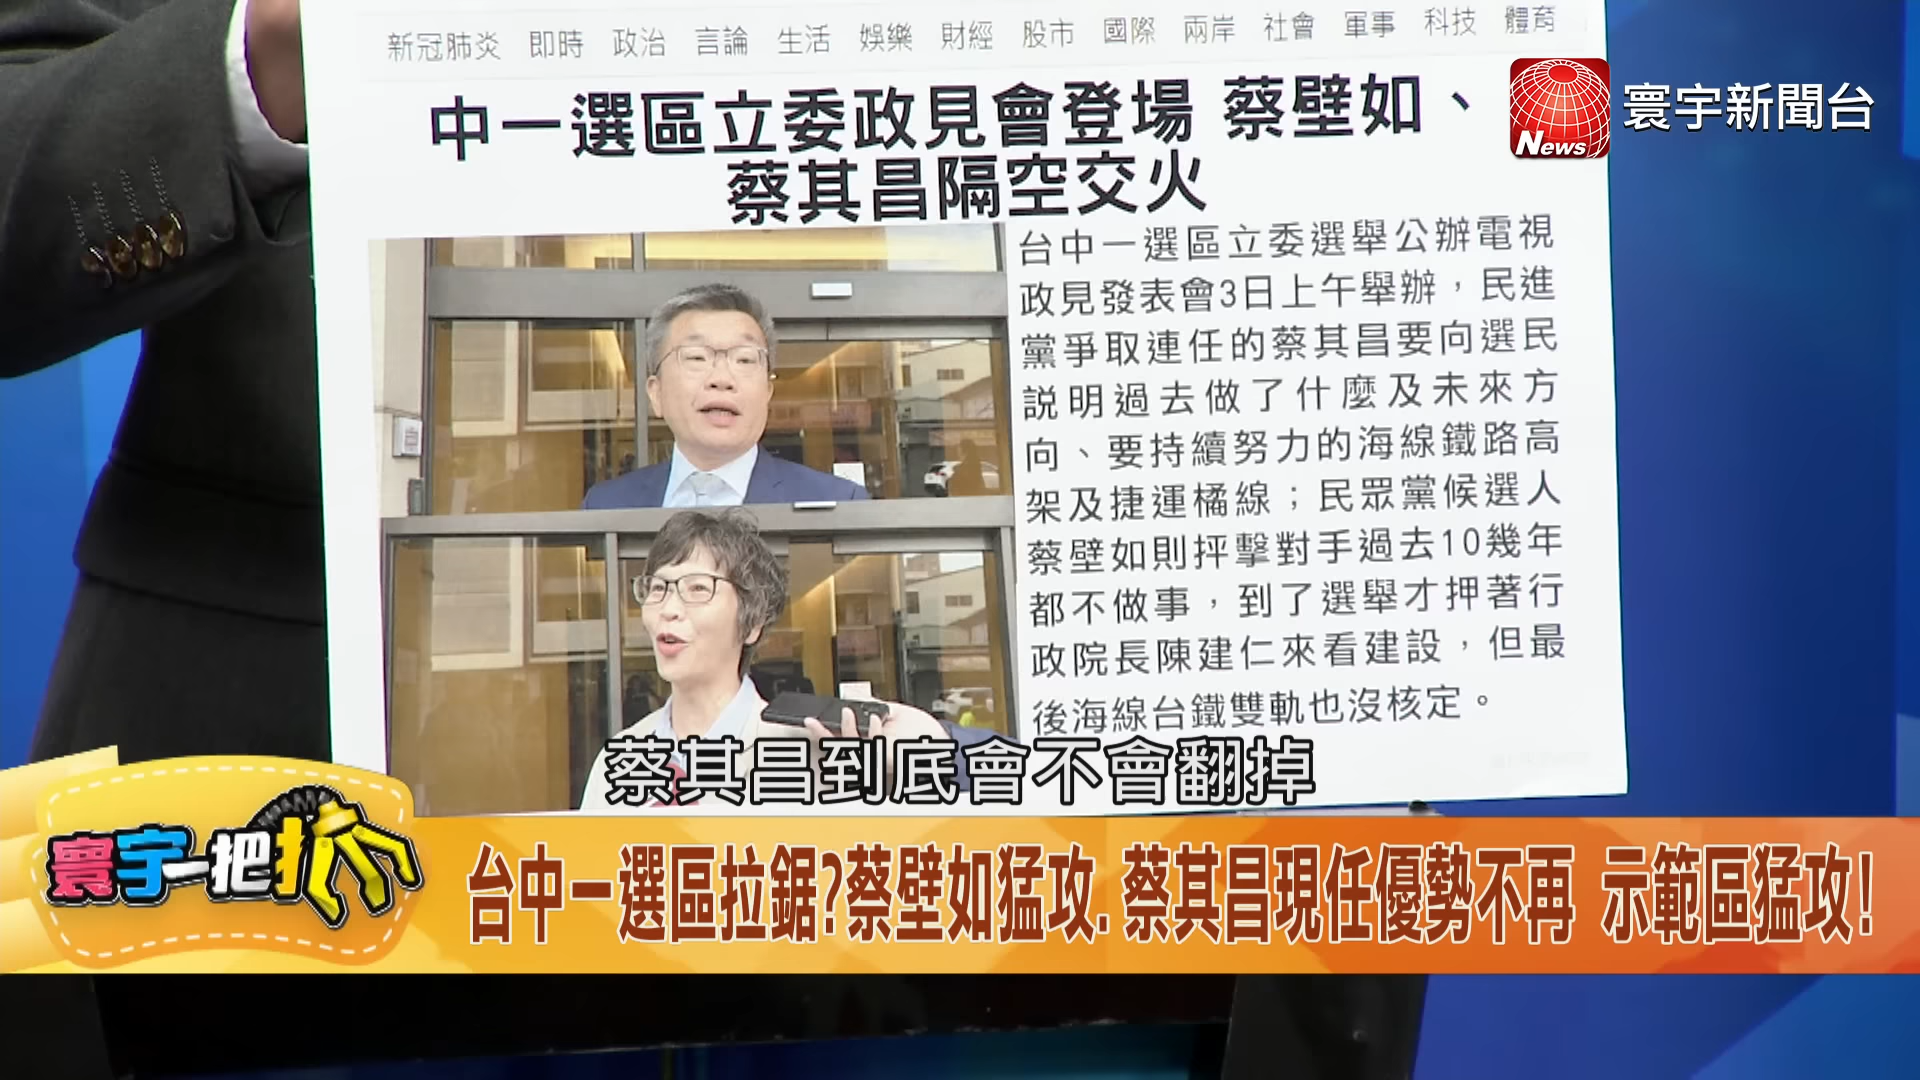 新冠肺炎 即時 政治 言論 生活 娛樂 財經 股市 國際 兩岸 社會 軍事 科技 體育
中一選區立委政見會登場 蔡壁如、
蔡其昌隔空交火
News 寰宇新聞台
台中一選區立委選舉公辦電視
政見發表會3日上午舉辦，民進
黨爭取連任的蔡其昌要向選民
説明過去做了什麼及未來方
向、要持續努力的海線鐵路高
架及捷運橘線；民眾黨候選人
蔡壁如則抨擊對手過去10幾年
都不做事，到了選舉才押著行
政院長陳建仁來看建設，但最
後海線台鐵雙軌也沒核定。
蔡其昌到底會不會翻掉
寰宇一把抓
台中一選區拉鋸?蔡壁如猛攻.蔡其昌現任優勢不再 示範區猛攻!